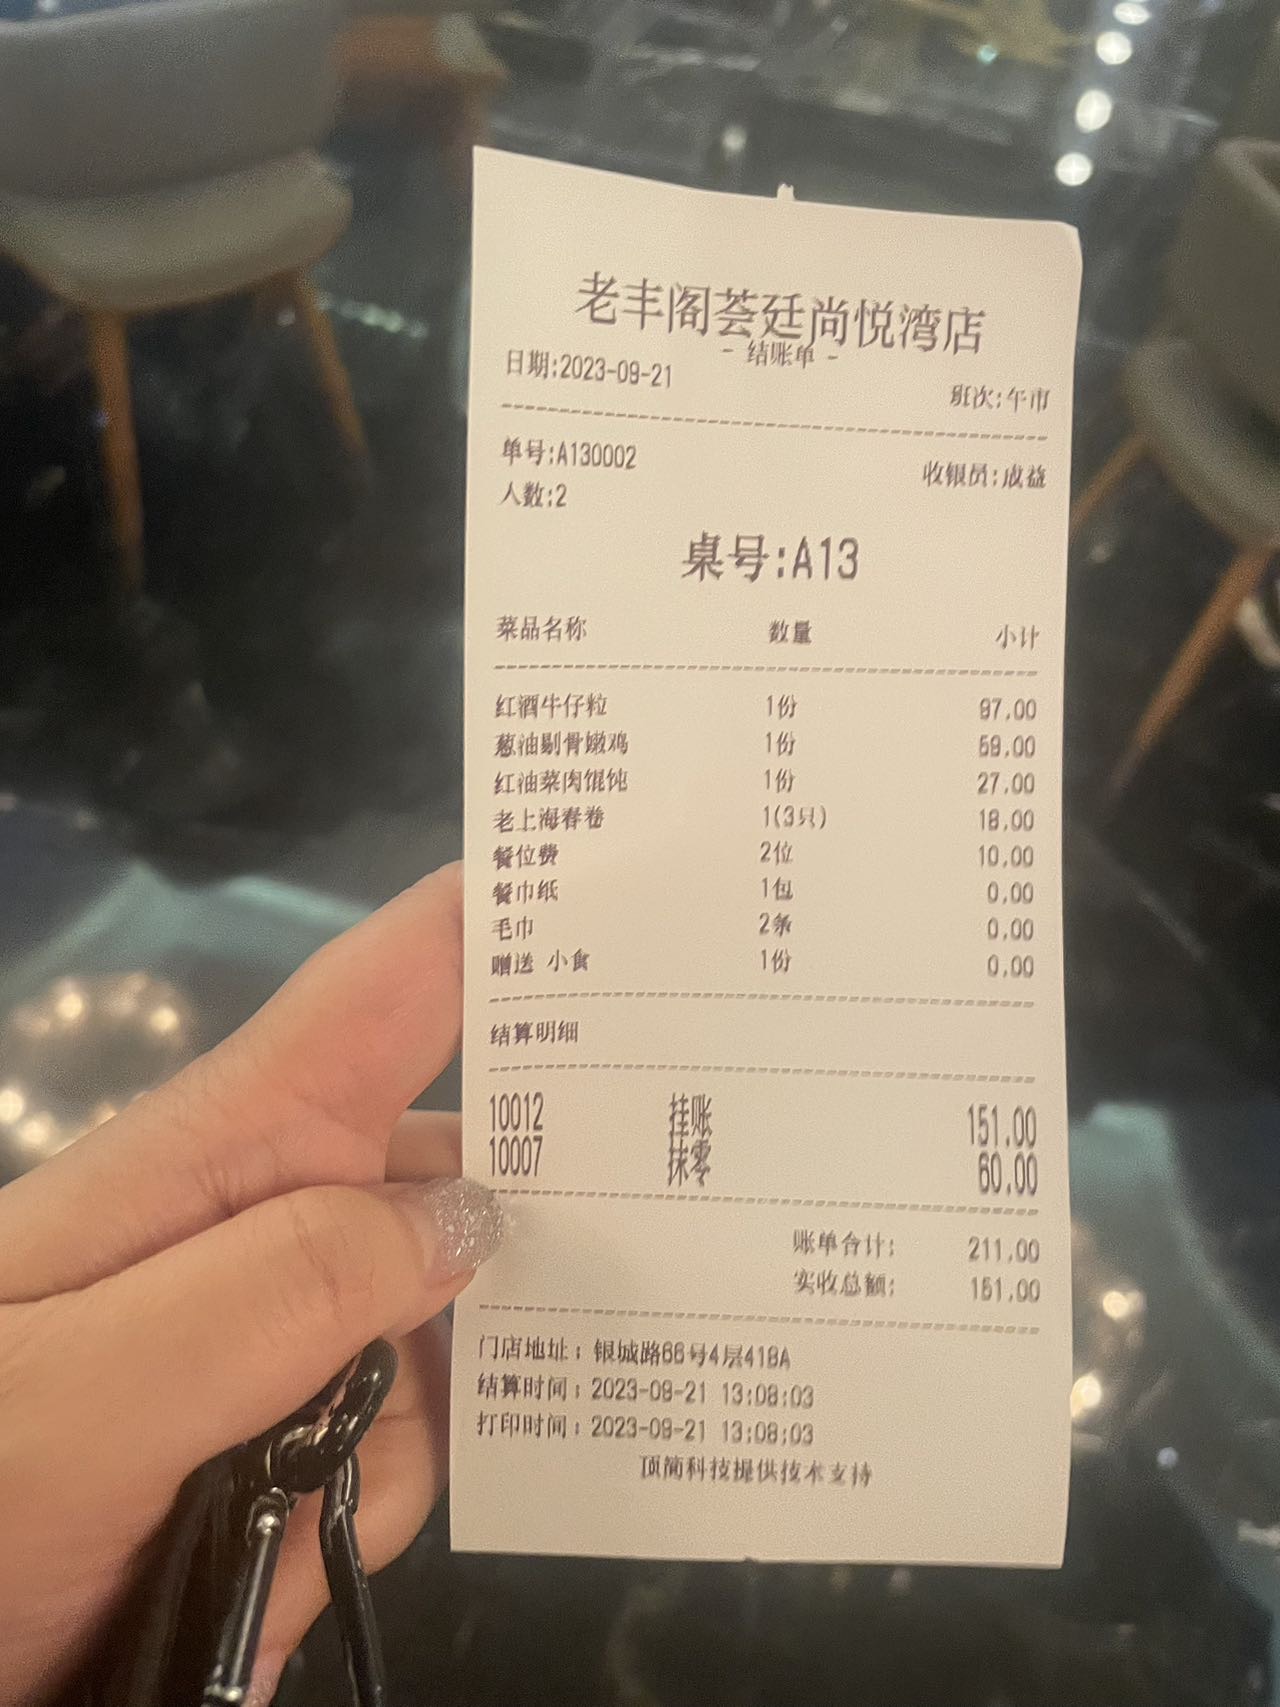 老丰阁荟廷尚悦湾店
- 结账单 -
日期:2023-09-21
班次:午市
单号:A130002
收银员:成益
人数:2
桌号:A13
菜品名称 数量 小计
红酒牛仔粒 1份 97.00
葱油剔骨嫩鸡 1份 59.00
红油菜肉馄饨 1份 27.00
老上海春卷 1(3只) 18.00
餐位费 2位 10.00
餐巾纸 1包 0.00
毛巾 2条 0.00
赠送 小食 1份 0.00
结算明细
10012 挂账 151.00
10007 抹零 60.00
账单合计: 211.00
实收总额: 151.00
门店地址：银城路66号4层418A
结算时间：2023-09-21 13:08:03
打印时间：2023-09-21 13:08:03
顶简科技提供技术支持